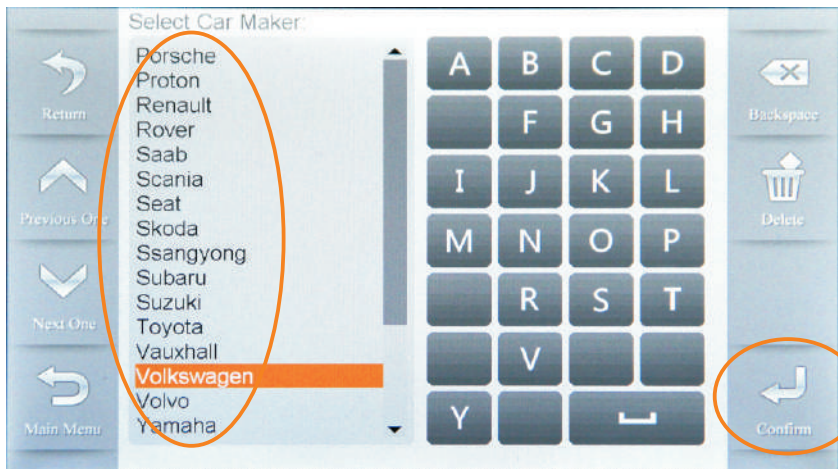 Select Car Maker:
Return
Previous One
Next One
Main Menu
Porsche
Proton
Renault
Rover
Saab
Scania
Seat
Skoda
Ssangyong
Subaru
Suzuki
Toyota
Vauxhall
Volkswagen
Volvo
Yamaha
A B C D
F G H
I J K L
M N O P
R S T
V
Y
Backspace
Delete
Confirm